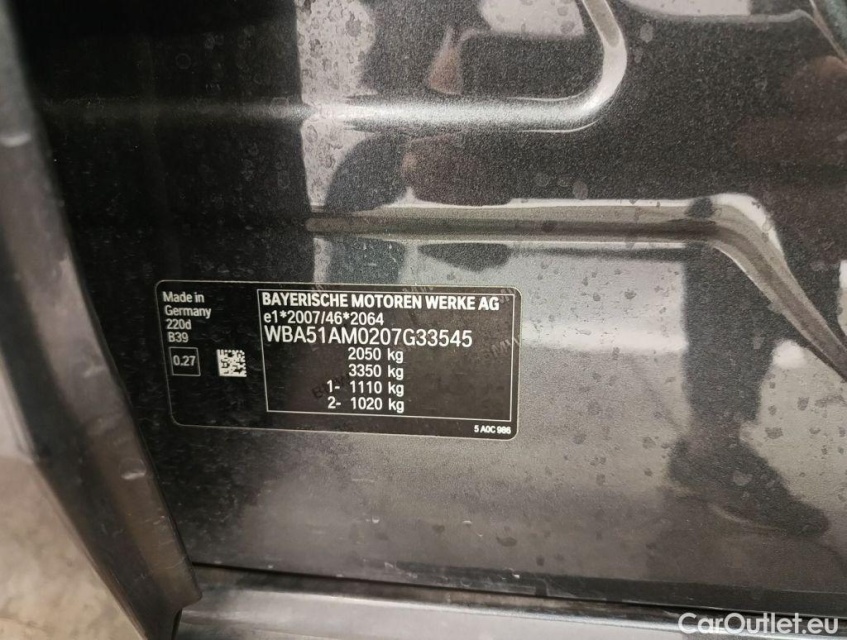 Made in
Germany
220d
B39
0.27
BAYERISCHE MOTOREN WERKE AG
e1*2007/46*2064
WBA51AM0207G33545
2050 kg
3350 kg
1- 1110 kg
2- 1020 kg
5 A0C 986
CarOutlet.eu